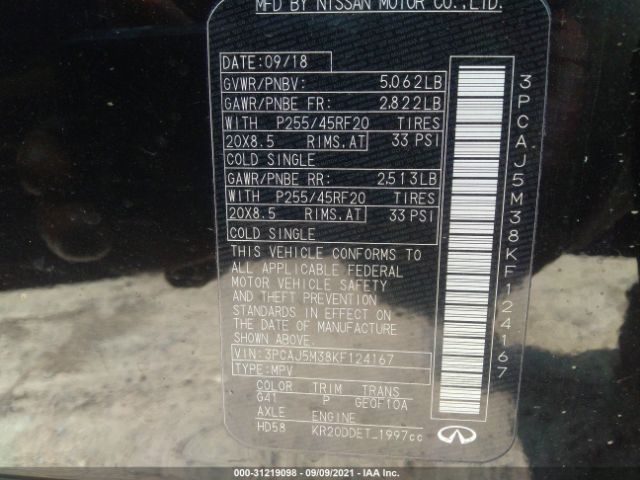 MFD BY NISSAN MOTOR CO.,LTD.
DATE: 09/18
GVWR/PNBV: 5,062LB
GAWR/PNBE FR: 2,822LB
WITH P255/45RF20 TIRES
20X8.5 RIMS.AT 33 PSI
COLD SINGLE
GAWR/PNBE RR: 2,513LB
WITH P255/45RF20 TIRES
20X8.5 RIMS.AT 33 PSI
COLD SINGLE
THIS VEHICLE CONFORMS TO
ALL APPLICABLE FEDERAL
MOTOR VEHICLE SAFETY
AND THEFT PREVENTION
STANDARDS IN EFFECT ON
THE DATE OF MANUFACTURE
SHOWN ABOVE.
VIN: 3PCAJ5M38KF124167
TYPE: MPV
COLOR TRIM TRANS
G41 P GEOF10A
AXLE ENGINE
HD58 KR20DDET 1997cc
3PCAJ5M38KF124167
INFINITI
000-31219098 - 09/09/2021 - IAA Inc.